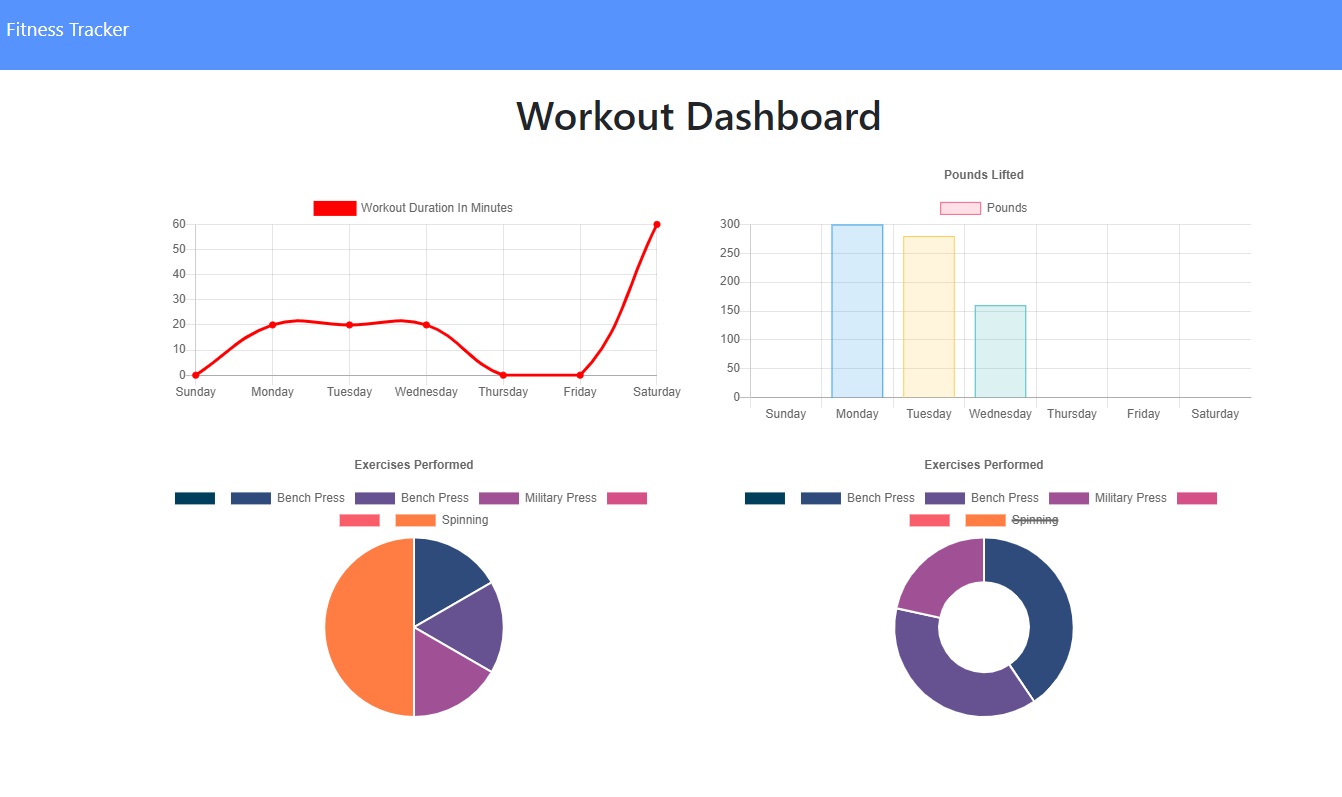 Fitness Tracker
Workout Dashboard
Workout Duration In Minutes
60
50
40
30
20
10
0
Sunday Monday Tuesday Wednesday Thursday Friday Saturday
Pounds Lifted
Pounds
300
250
200
150
100
50
0
Sunday Monday Tuesday Wednesday Thursday Friday Saturday
Exercises Performed
Bench Press Bench Press Military Press
Spinning
Exercises Performed
Bench Press Bench Press Military Press
Spinning